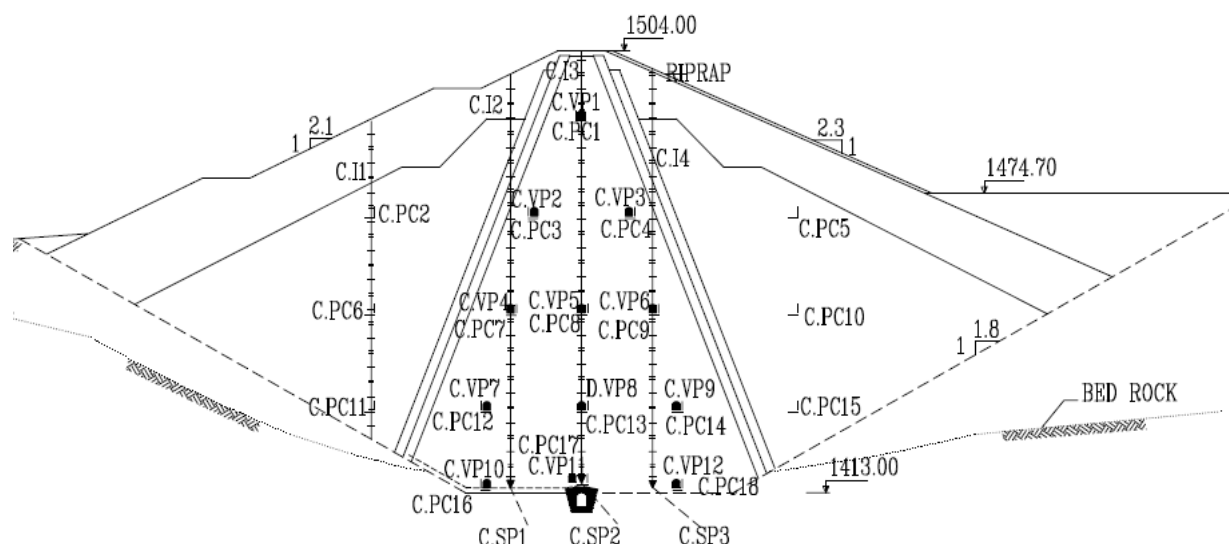 1504.00
C.I3
RIPRAP
C.I2
C.VP1
C.PC1
2.1
1
2.3
1
C.I1
C.I4
1474.70
C.VP2
C.VP3
C.PC2
C.PC3
C.PC4
C.PC5
C.PC6
C.VP4
C.VP5
C.VP6
C.PC10
C.PC7
C.PC8
C.PC9
1.8
1
C.VP7
D.VP8
C.VP9
BED ROCK
C.PC11
C.PC12
C.PC13
C.PC14
C.PC15
C.PC17
C.VP10
C.VP1
C.VP12
1413.00
C.PC16
C.PC18
C.SP1
C.SP2
C.SP3